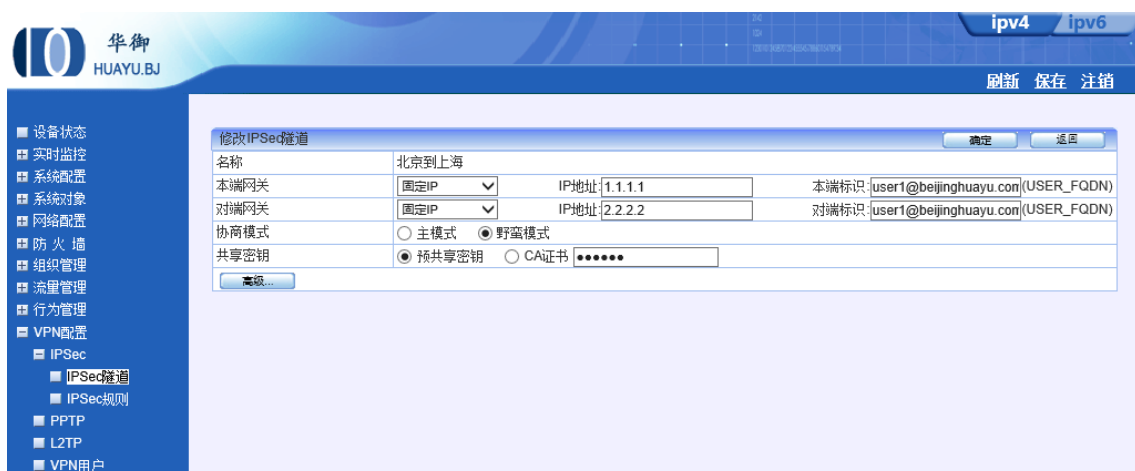 ipv4 ipv6
华御
HUAYU.BJ
刷新 保存 注销
设备状态
实时监控
系统配置
系统对象
网络配置
防 火 墙
组织管理
流量管理
行为管理
VPN配置
IPSec
IPSec隧道
IPSec规则
PPTP
L2TP
VPN用户
修改IPSec隧道 确定 返回
名称 北京到上海
本端网关 固定IP IP地址:1.1.1.1 本端标识:user1@beijinghuayu.com(USER_FQDN)
对端网关 固定IP IP地址:2.2.2.2 对端标识:user1@beijinghuayu.com(USER_FQDN)
协商模式 主模式 野蛮模式
共享密钥 预共享密钥 CA证书 ●●●●●●
高级...